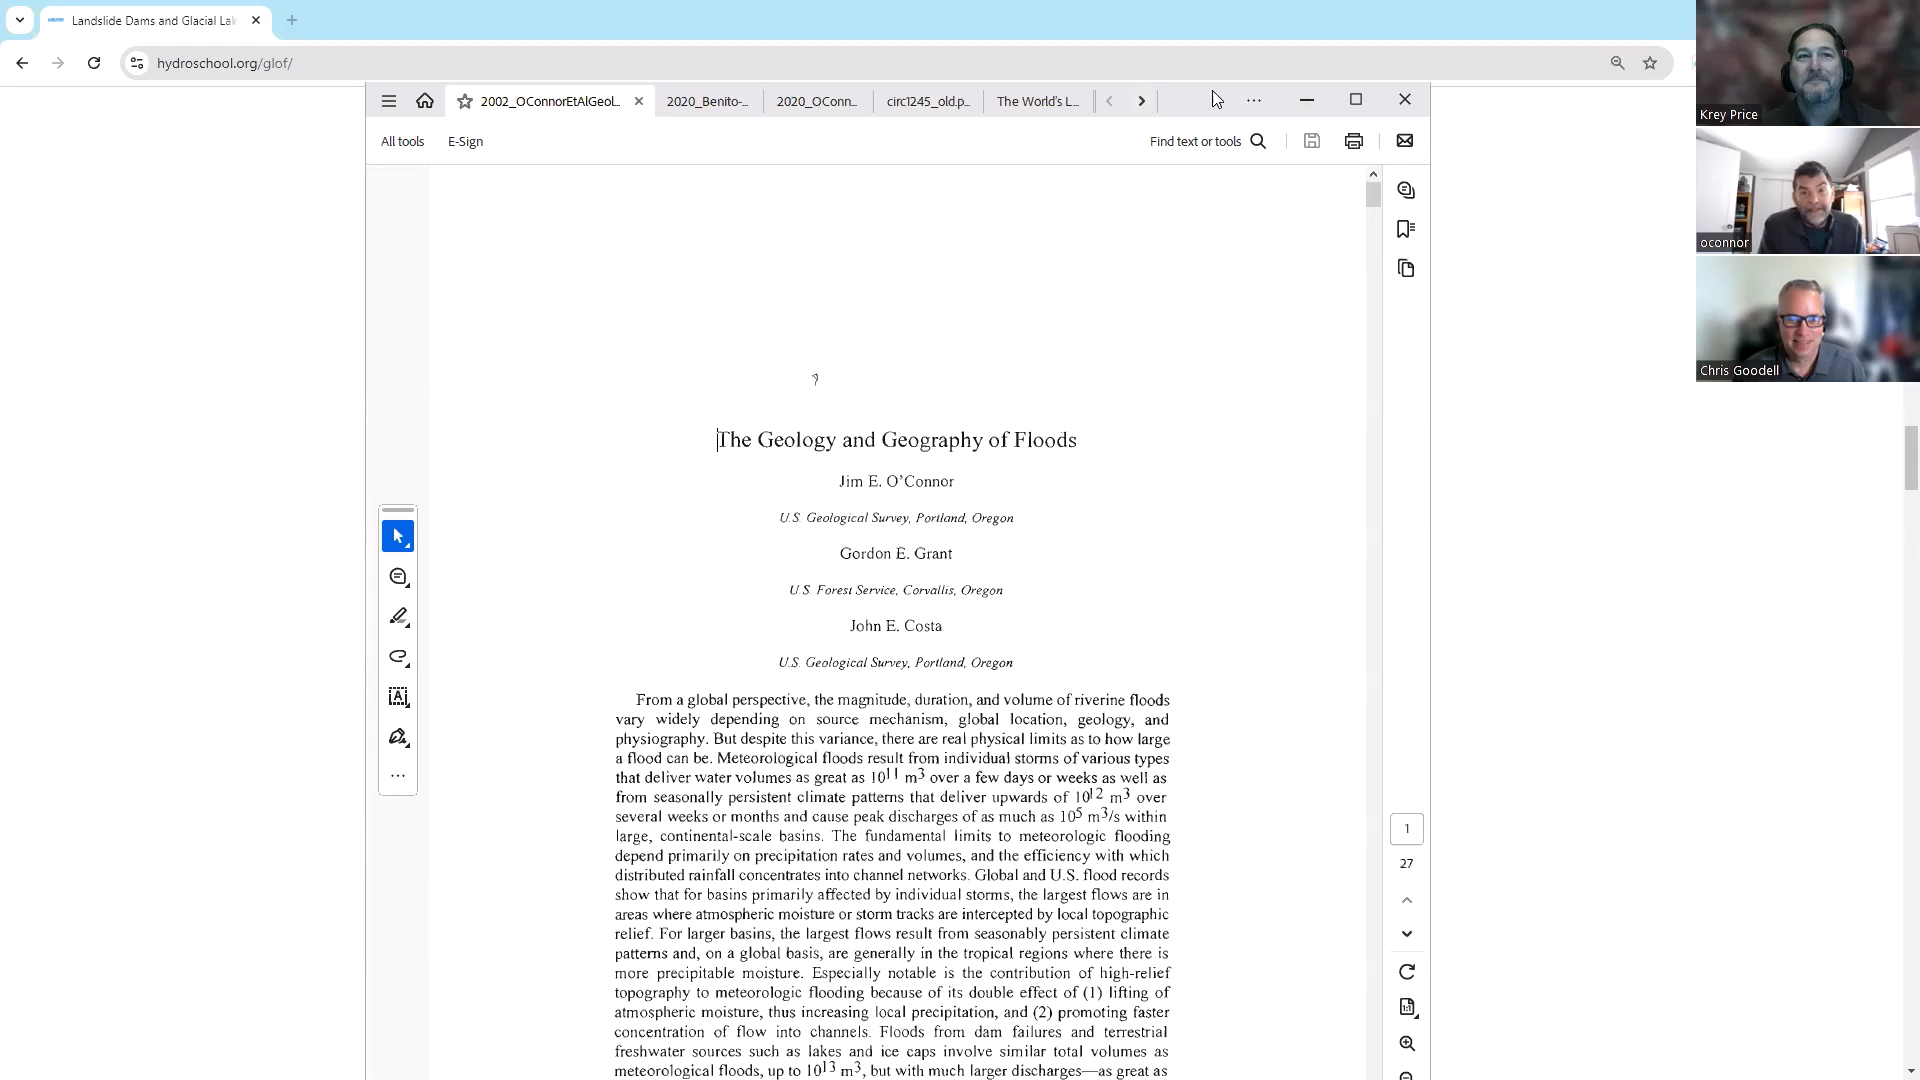 Landslide Dams and Glacial La
hydroschool.org/glof/
2002_OConnorEtAlGeol...
2020_Benito-...
2020_OConn...
circ1245_old.p...
The World's L...
All tools
E-Sign
Find text or tools
The Geology and Geography of Floods
Jim E. O'Connor
U.S. Geological Survey, Portland, Oregon
Gordon E. Grant
U.S. Forest Service, Corvallis, Oregon
John E. Costa
U.S. Geological Survey, Portland, Oregon
From a global perspective, the magnitude, duration, and volume of riverine floods
vary widely depending on source mechanism, global location, geology, and
physiography. But despite this variance, there are real physical limits as to how large
a flood can be. Meteorological floods result from individual storms of various types
that deliver water volumes as great as 10¹¹ m³ over a few days or weeks as well as
from seasonally persistent climate patterns that deliver upwards of 10¹² m³ over
several weeks or months and cause peak discharges of as much as 10⁵ m³/s within
large, continental-scale basins. The fundamental limits to meteorologic flooding
depend primarily on precipitation rates and volumes, and the efficiency with which
distributed rainfall concentrates into channel networks. Global and U.S. flood records
show that for basins primarily affected by individual storms, the largest flows are in
areas where atmospheric moisture or storm tracks are intercepted by local topographic
relief. For larger basins, the largest flows result from seasonably persistent climate
patterns and, on a global basis, are generally in the tropical regions where there is
more precipitable moisture. Especially notable is the contribution of high-relief
topography to meteorologic flooding because of its double effect of (1) lifting of
atmospheric moisture, thus increasing local precipitation, and (2) promoting faster
concentration of flow into channels. Floods from dam failures and terrestrial
freshwater sources such as lakes and ice caps involve similar total volumes as
meteorological floods, up to 10¹³ m³, but with much larger discharges—as great as
1
27
Krey Price
oconnor
Chris Goodell